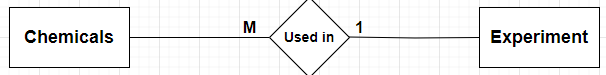 Chemicals
M
Used in
1
Experiment